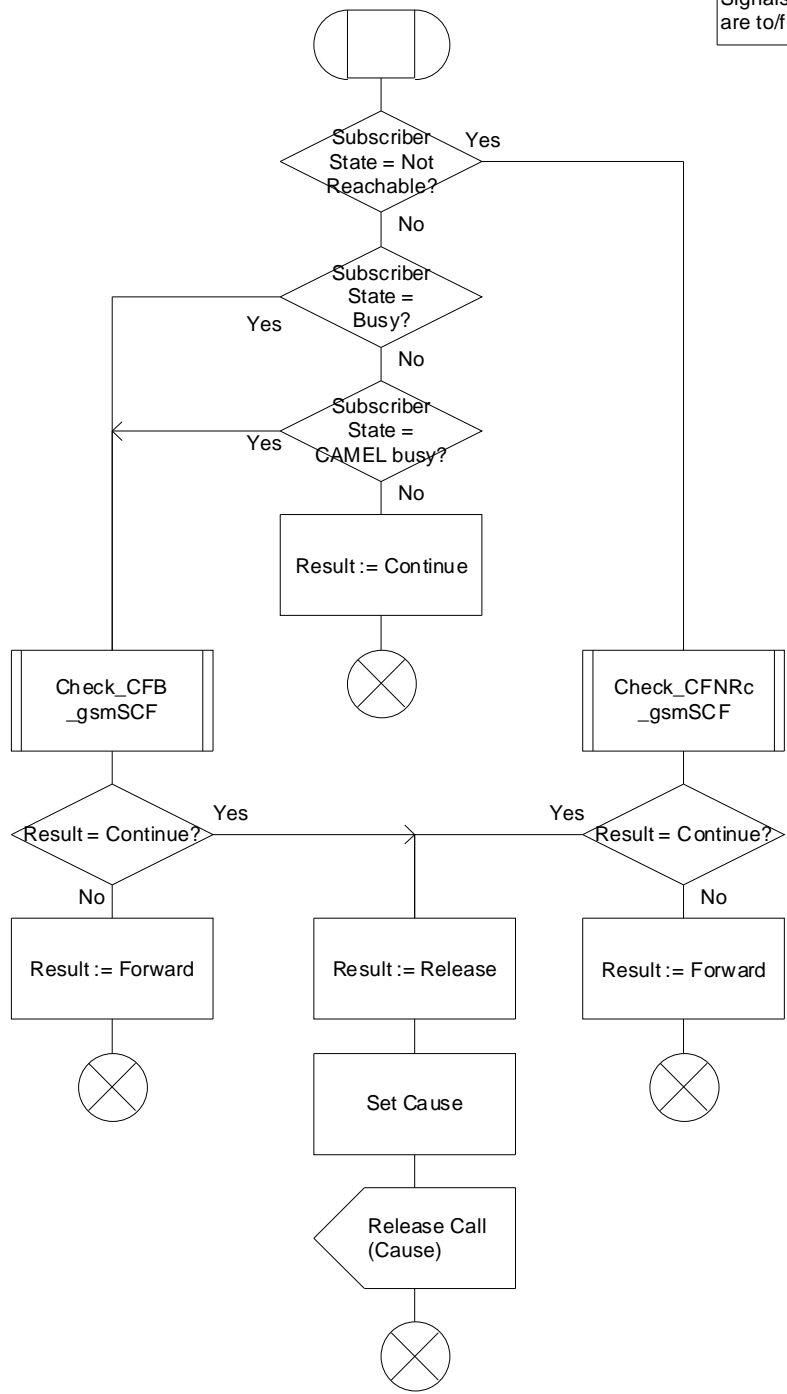 Signals
are to/f
Subscriber
State = Not
Reachable?
Yes
No
Subscriber
State =
Busy?
Yes
No
Subscriber
State =
CAMEL busy?
Yes
No
Result := Continue
Check_CFB
_gsmSCF
Check_CFNRc
_gsmSCF
Result = Continue?
Yes
Yes
Result = Continue?
No
No
Result := Forward
Result := Release
Result := Forward
Set Cause
Release Call
(Cause)